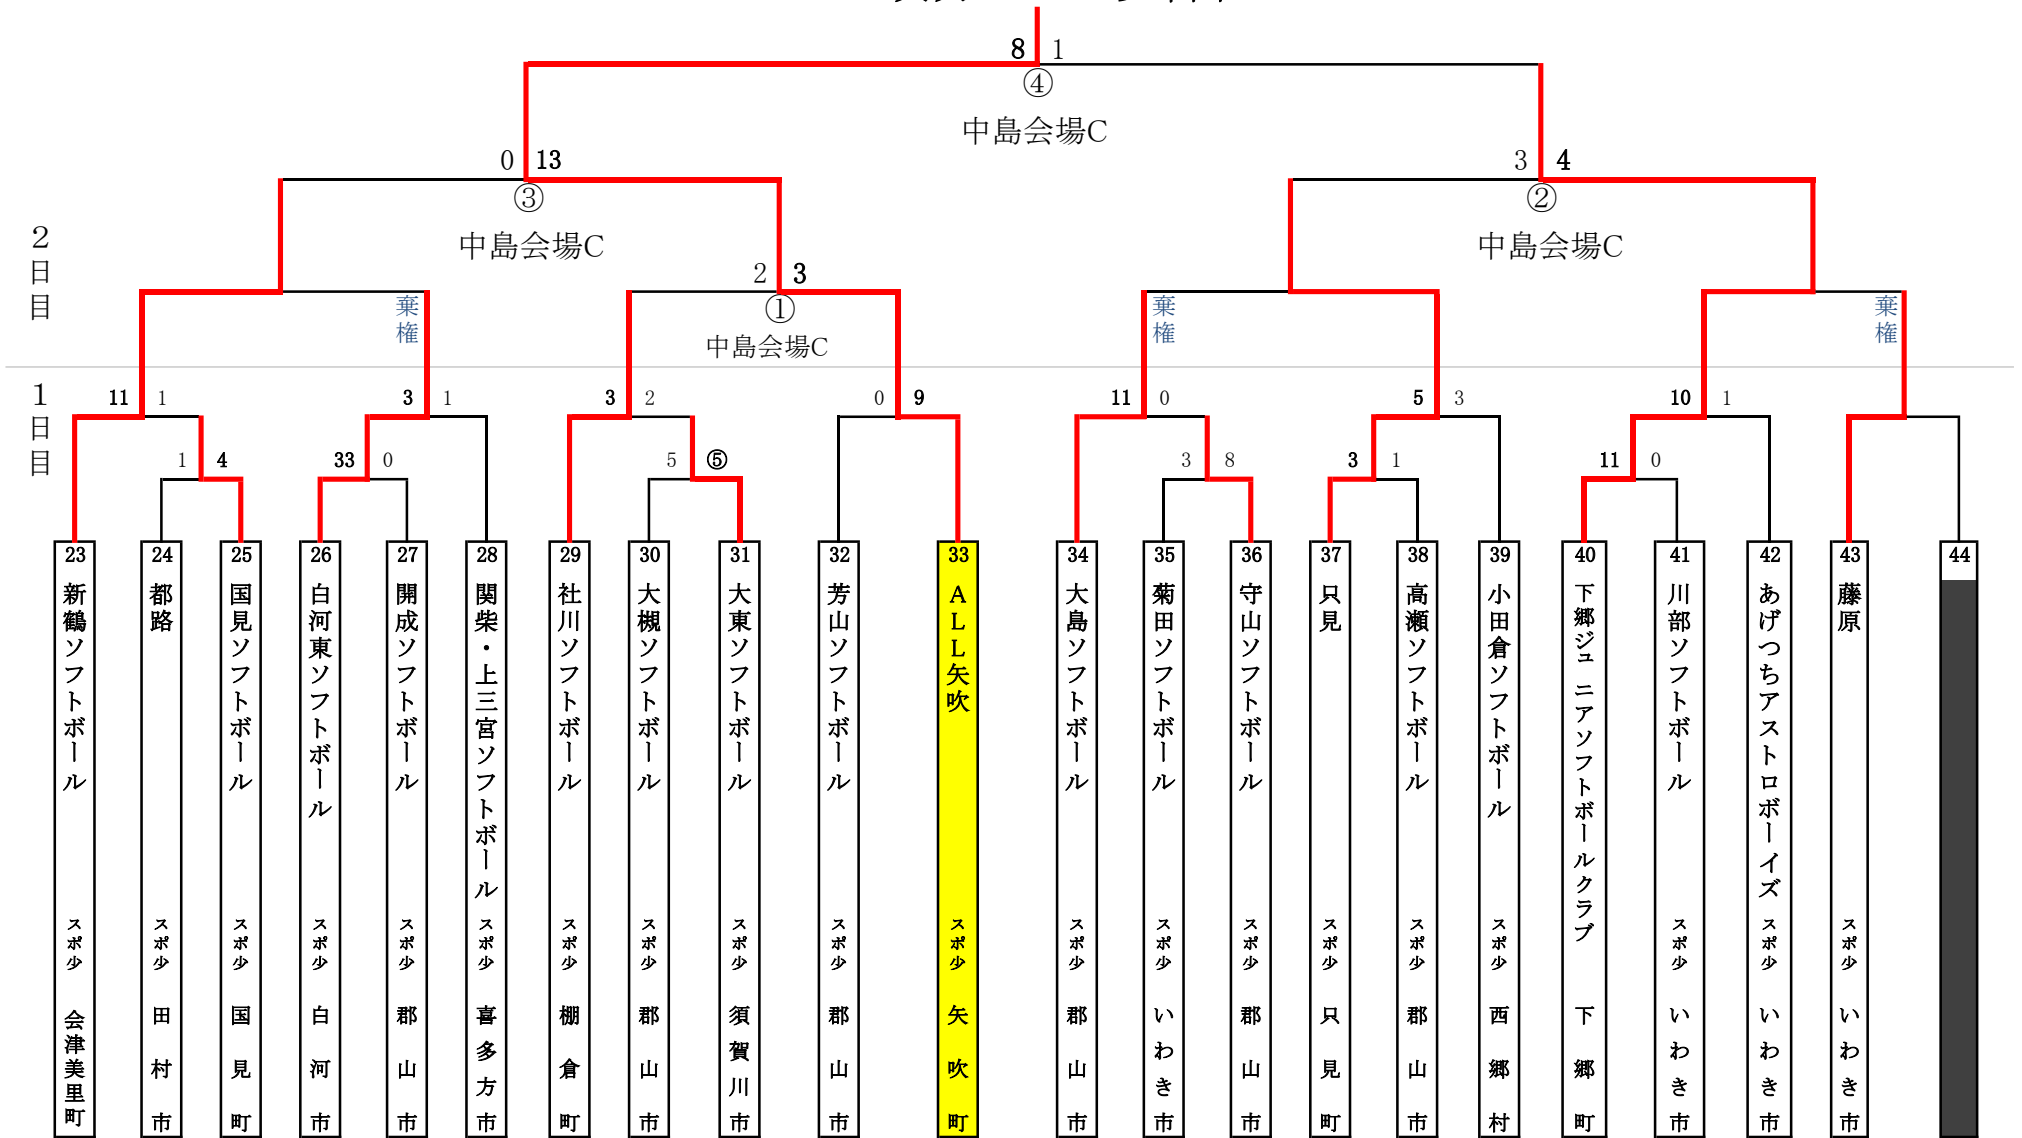 8 1
④
中島会場C
0 13
③
中島会場C
3 4
②
中島会場C
2日目
2 3
①
中島会場C
棄権
棄権
棄権
1日目
11 1
3 1
3 2
0 9
11 0
5 3
10 1
1 4
33 0
5 ⑤
3 8
3 1
11 0
23 新鶴ソフトボール スポ少 会津美里町
24 都路 スポ少 田村市
25 国見ソフトボール スポ少 国見町
26 白河東ソフトボール スポ少 白河市
27 開成ソフトボール スポ少 郡山市
28 関柴・上三宮ソフトボール スポ少 喜多方市
29 社川ソフトボール スポ少 棚倉町
30 大槻ソフトボール スポ少 郡山市
31 大東ソフトボール スポ少 須賀川市
32 芳山ソフトボール スポ少 郡山市
33 ALL矢吹 スポ少 矢吹町
34 大島ソフトボール スポ少 郡山市
35 菊田ソフトボール スポ少 いわき市
36 守山ソフトボール スポ少 郡山市
37 只見 スポ少 只見町
38 高瀬ソフトボール スポ少 郡山市
39 小田倉ソフトボール スポ少 西郷村
40 下郷ジュニアソフトボールクラブ 下郷町
41 川部ソフトボール スポ少 いわき市
42 あげつちアストロボーイズ スポ少 いわき市
43 藤原 スポ少 いわき市
44